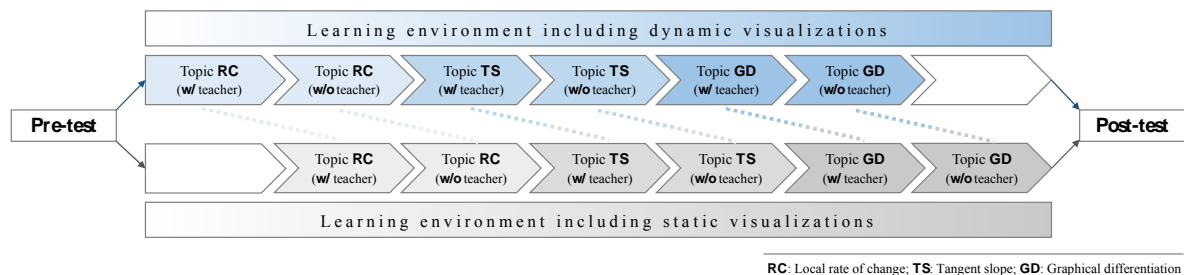 Learning environment including dynamic visualizations
Topic RC Topic RC Topic TS Topic TS Topic GD Topic GD
(w/ teacher) (w/o teacher) (w/ teacher) (w/o teacher) (w/ teacher) (w/o teacher)
Pre-test Post-test
Topic RC Topic RC Topic TS Topic TS Topic GD Topic GD
(w/ teacher) (w/o teacher) (w/ teacher) (w/o teacher) (w/ teacher) (w/o teacher)
Learning environment including static visualizations
RC: Local rate of change; TS: Tangent slope; GD: Graphical differentiation